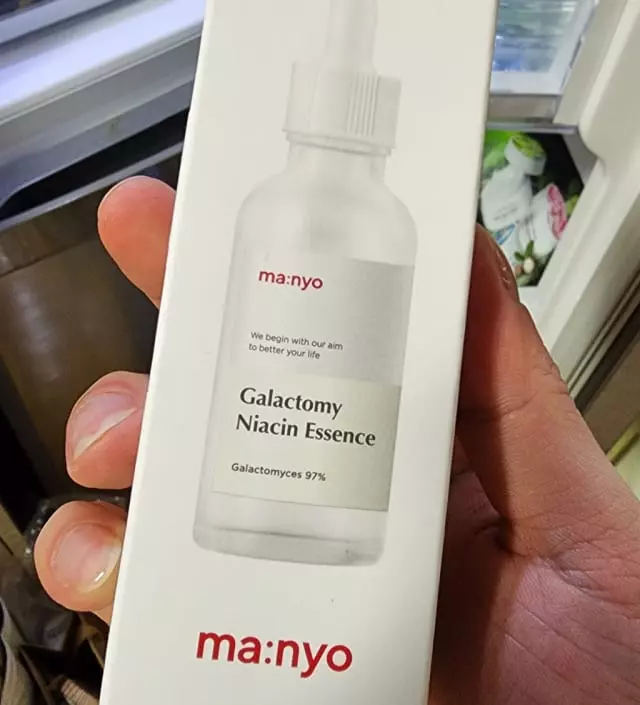 ma:nyo
We begin with our aim
to better your life
Galactomy
Niacin Essence
Galactomyces 97%
ma:nyo